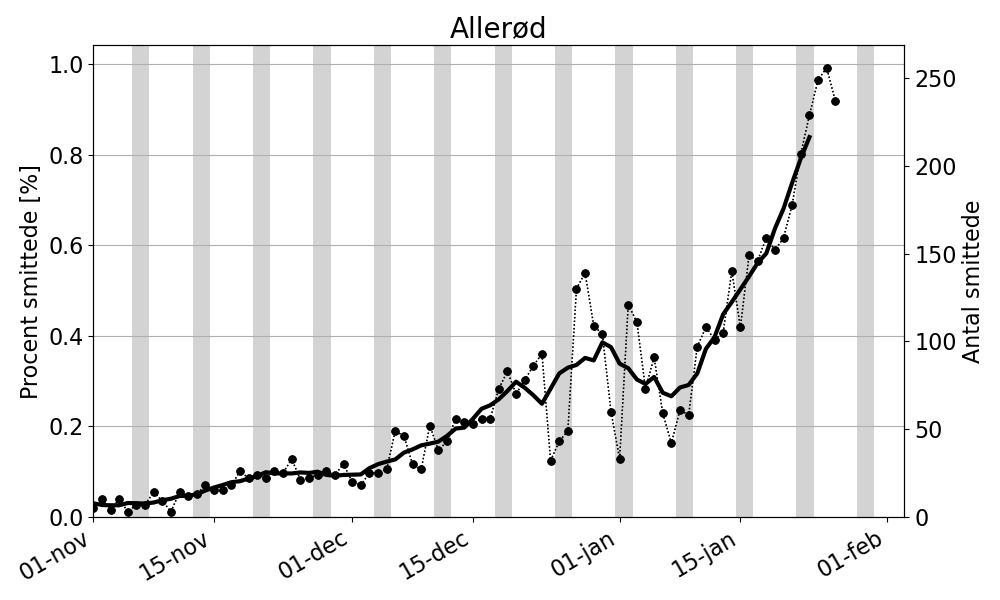 Allerød
Procent smittede [%]
1.0
0.8
0.6
0.4
0.2
0.0
250
200
150
100
50
0
Antal smittede
01-nov
15-nov
01-dec
15-dec
01-jan
15-jan
01-feb